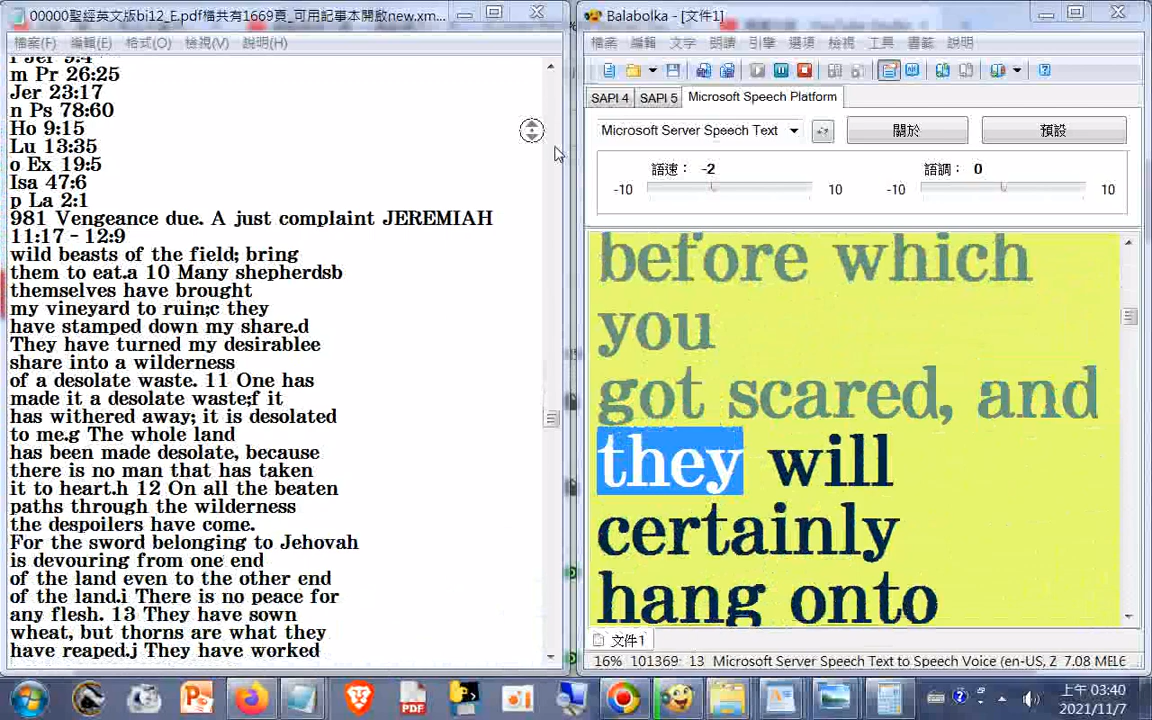 00000聖經英文版bi12_E.pdf檔共有1669頁_可用記事本開啟new.xm...
檔案(F) 編輯(E) 格式(O) 檢視(V) 說明(H)
m Pr 26:25
Jer 23:17
n Ps 78:60
Ho 9:15
Lu 13:35
o Ex 19:5
Isa 47:6
p La 2:1
981 Vengeance due. A just complaint JEREMIAH
11:17 - 12:9
wild beasts of the field; bring
them to eat.a 10 Many shepherdsb
themselves have brought
my vineyard to ruin;c they
have stamped down my share.d
They have turned my desirablee
share into a wilderness
of a desolate waste. 11 One has
made it a desolate waste;f it
has withered away; it is desolated
to me.g The whole land
has been made desolate, because
there is no man that has taken
it to heart.h 12 On all the beaten
paths through the wilderness
the despoilers have come.
For the sword belonging to Jehovah
is devouring from one end
of the land even to the other end
of the land.i There is no peace for
any flesh. 13 They have sown
wheat, but thorns are what they
have reaped.j They have worked
Balabolka - [文件1]
檔案 編輯 文字 朗讀 引擎 選項 檢視 工具 書籤 說明
SAPI 4 SAPI 5 Microsoft Speech Platform
Microsoft Server Speech Text 關於 預設
語速： -2 語調： 0
-10 10 -10 10
before which
you
got scared, and
they will
certainly
hang onto
文件1
16% 101369: 13 Microsoft Server Speech Text to Speech Voice (en-US, Z 7.08 МБ
上午 03:40
2021/11/7